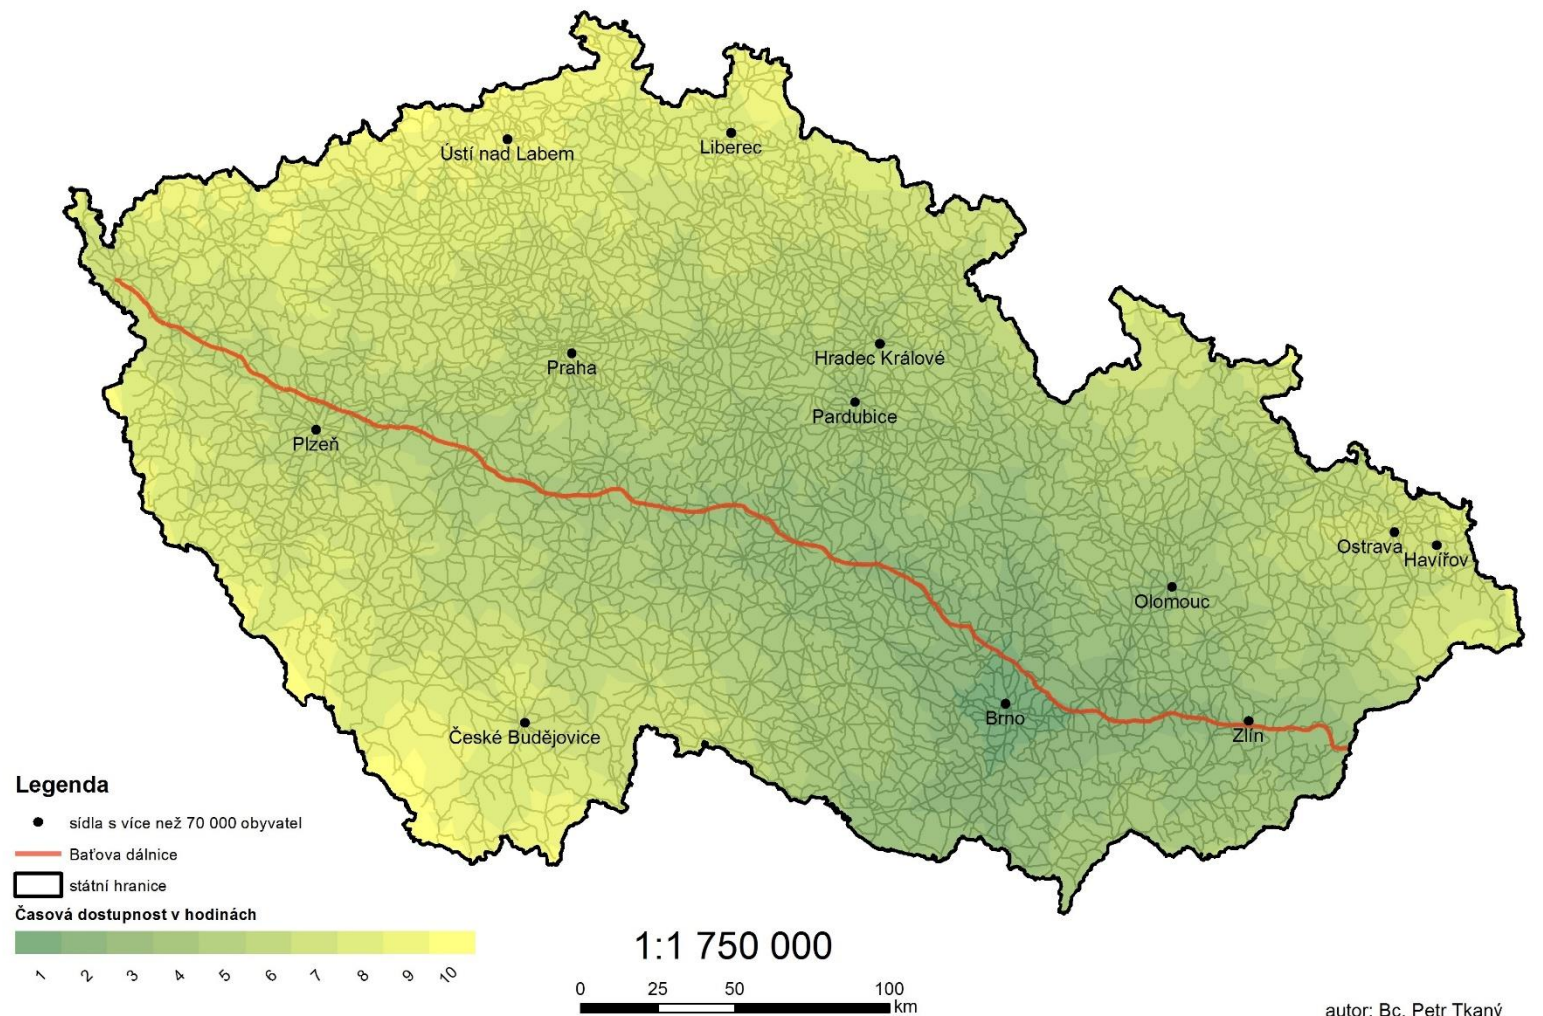 Ústí nad Labem
Liberec
Praha
Hradec Králové
Pardubice
Plzeň
Ostrava
Havířov
Olomouc
Brno
Zlín
České Budějovice
Legenda
sídla s více než 70 000 obyvatel
Baťova dálnice
státní hranice
Časová dostupnost v hodinách
1 2 3 4 5 6 7 8 9 10
1:1 750 000
0 25 50 100
km
autor: Bc. Petr Tkaný